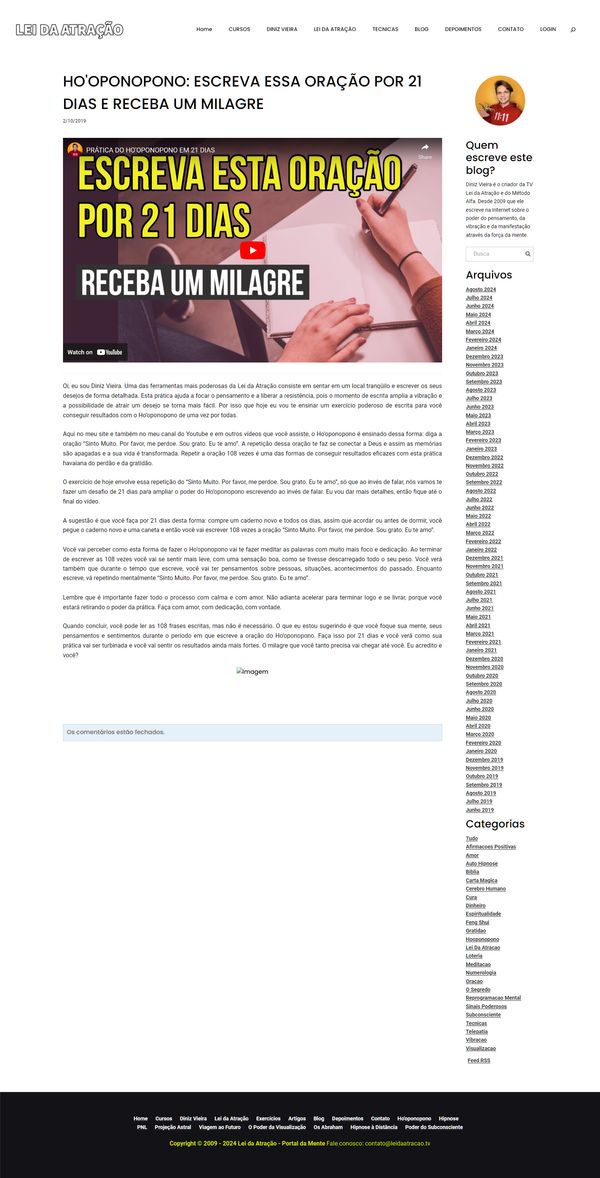 LEI DA ATRAÇÃO
Home CURSOS DINIZ VIEIRA LEI DA ATRAÇÃO TECNICAS BLOG DEPOIMENTOS CONTATO LOGIN
HO'OPONOPONO: ESCREVA ESSA ORAÇÃO POR 21
DIAS E RECEBA UM MILAGRE
2/10/2019
PRÁTICA DO HO'OPONOPONO EM 21 DIAS
Share
ESCREVA ESTA ORAÇÃO
POR 21 DIAS
RECEBA UM MILAGRE
Watch on YouTube
Oi, eu sou Diniz Vieira. Uma das ferramentas mais poderosas da Lei da Atração consiste em sentar em um local tranqüilo e escrever os seus
desejos de forma detalhada. Esta prática ajuda a focar o pensamento e a liberar a resistência, pois o momento de escrita amplia a vibração e
a possibilidade de atrair um desejo se torna mais fácil. Por isso que hoje eu vou te ensinar um exercício poderoso de escrita para você
conseguir resultados com o Ho'oponopono de uma vez por todas.
Aqui no meu site e também no meu canal do Youtube e em outros vídeos que você assiste, o Ho'oponopono é ensinado dessa forma: diga a
oração "Sinto Muito. Por favor, me perdoe. Sou grato. Eu te amo". A repetição dessa oração te faz se conectar a Deus e assim as memórias
são apagadas e a sua vida é transformada. Repetir a oração 108 vezes é uma das formas de conseguir resultados eficazes com esta prática
havaiana do perdão e da gratidão.
O exercício de hoje envolve essa repetição do "Sinto Muito. Por favor, me perdoe. Sou grato. Eu te amo", só que ao invés de falar, nós vamos te
fazer um desafio de 21 dias para ampliar o poder do Ho'oponopono escrevendo ao invés de falar. Eu vou dar mais detalhes, então fique até o
final do vídeo.
A sugestão é que você faça por 21 dias desta forma: compre um caderno novo e todos os dias, assim que acordar ou antes de dormir, você
pegue o caderno novo e uma caneta e então você vai escrever 108 vezes a oração "Sinto Muito. Por favor, me perdoe. Sou grato. Eu te amo".
Você vai perceber como esta forma de fazer o Ho'oponopono vai te fazer meditar as palavras com muito mais foco e dedicação. Ao terminar
de escrever as 108 vezes você vai se sentir mais leve, com uma sensação boa, como se tivesse descarregado todo o seu peso. Você verá
também que durante o tempo que escreve, você vai ter pensamentos sobre pessoas, situações, acontecimentos do passado. Enquanto
escreve, vá repetindo mentalmente "Sinto Muito. Por favor, me perdoe. Sou grato. Eu te amo".
Lembre que é importante fazer todo o processo com calma e com amor. Não adianta acelerar para terminar logo e se livrar, porque você
estará retirando o poder da prática. Faça com amor, com dedicação, com vontade.
Quando concluir, você pode ler as 108 frases escritas, mas não é necessário. O que eu estou sugerindo é que você foque sua mente, seus
pensamentos e sentimentos durante o período em que escreve a oração do Ho'oponopono. Faça isso por 21 dias e você verá como sua
prática vai ser turbinada e você vai sentir os resultados ainda mais fortes. O milagre que você tanto precisa vai chegar até você. Eu acredito e
você?
Imagem
Os comentários estão fechados.
11:11
Quem
escreve este
blog?
Diniz Vieira é o criador da TV
Lei da Atração e do Método
Alfa. Desde 2009 que ele
escreve na Internet sobre o
poder do pensamento, da
vibração e da manifestação
através da força da mente.
Busca
Arquivos
Agosto 2024
Julho 2024
Junho 2024
Maio 2024
Abril 2024
Março 2024
Fevereiro 2024
Janeiro 2024
Dezembro 2023
Novembro 2023
Outubro 2023
Setembro 2023
Agosto 2023
Julho 2023
Junho 2023
Maio 2023
Abril 2023
Março 2023
Fevereiro 2023
Janeiro 2023
Dezembro 2022
Novembro 2022
Outubro 2022
Setembro 2022
Agosto 2022
Julho 2022
Junho 2022
Maio 2022
Abril 2022
Março 2022
Fevereiro 2022
Janeiro 2022
Dezembro 2021
Novembro 2021
Outubro 2021
Setembro 2021
Agosto 2021
Julho 2021
Junho 2021
Maio 2021
Abril 2021
Março 2021
Fevereiro 2021
Janeiro 2021
Dezembro 2020
Novembro 2020
Outubro 2020
Setembro 2020
Agosto 2020
Julho 2020
Junho 2020
Maio 2020
Abril 2020
Março 2020
Fevereiro 2020
Janeiro 2020
Dezembro 2019
Novembro 2019
Outubro 2019
Setembro 2019
Agosto 2019
Julho 2019
Junho 2019
Categorias
Tudo
Afirmacoes Positivas
Amor
Auto Hipnose
Biblia
Carta Magica
Cerebro Humano
Cura
Dinheiro
Espiritualidade
Feng Shui
Gratidao
Hooponopono
Lei Da Atracao
Loteria
Meditacao
Numerologia
Oracao
O Segredo
Reprogramacao Mental
Sinais Poderosos
Subconsciente
Tecnicas
Telepatia
Vibracao
Visualizacao
Feed RSS
Home Cursos Diniz Vieira Lei da Atração Exercícios Artigos Blog Depoimentos Contato Ho'oponopono Hipnose
PNL Projeção Astral Viagem ao Futuro O Poder da Visualização Os Abraham Hipnose à Distância Poder do Subconsciente
Copyright © 2009 - 2024 Lei da Atração - Portal da Mente Fale conosco: contato@leidaatracao.tv